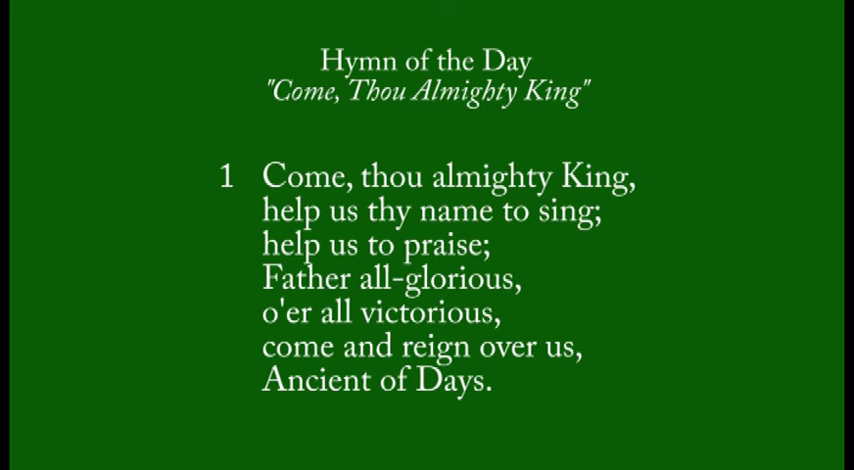 Hymn of the Day
"Come, Thou Almighty King"
1 Come, thou almighty King,
help us thy name to sing;
help us to praise;
Father all-glorious,
o'er all victorious,
come and reign over us,
Ancient of Days.